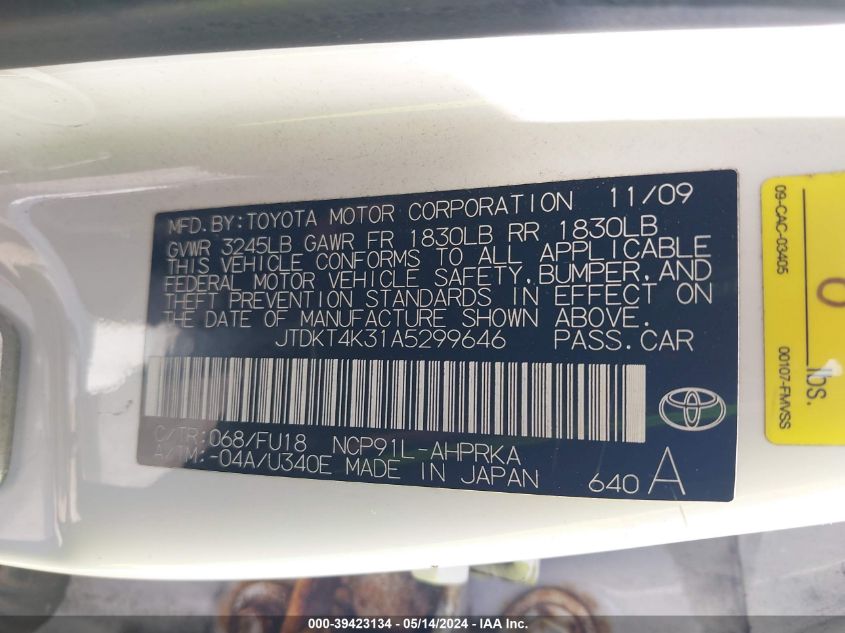 MFD.BY:TOYOTA MOTOR CORPORATION 11/09
GVWR 3245LB GAWR FR 1830LB RR 1830LB
THIS VEHICLE CONFORMS TO ALL APPLICABLE
FEDERAL MOTOR VEHICLE SAFETY,BUMPER,AND
THEFT PREVENTION STANDARDS IN EFFECT ON
THE DATE OF MANUFACTURE SHOWN ABOVE.
JTDKT4K31A5299646 PASS.CAR
C/TR:068/FU18 NCP91L-AHPRKA
A/TM:-04A/U340E MADE IN JAPAN
640 A
09-CAC-03405
0
lbs.
00107-FMVSS
000-39423134 - 05/14/2024 - IAA Inc.